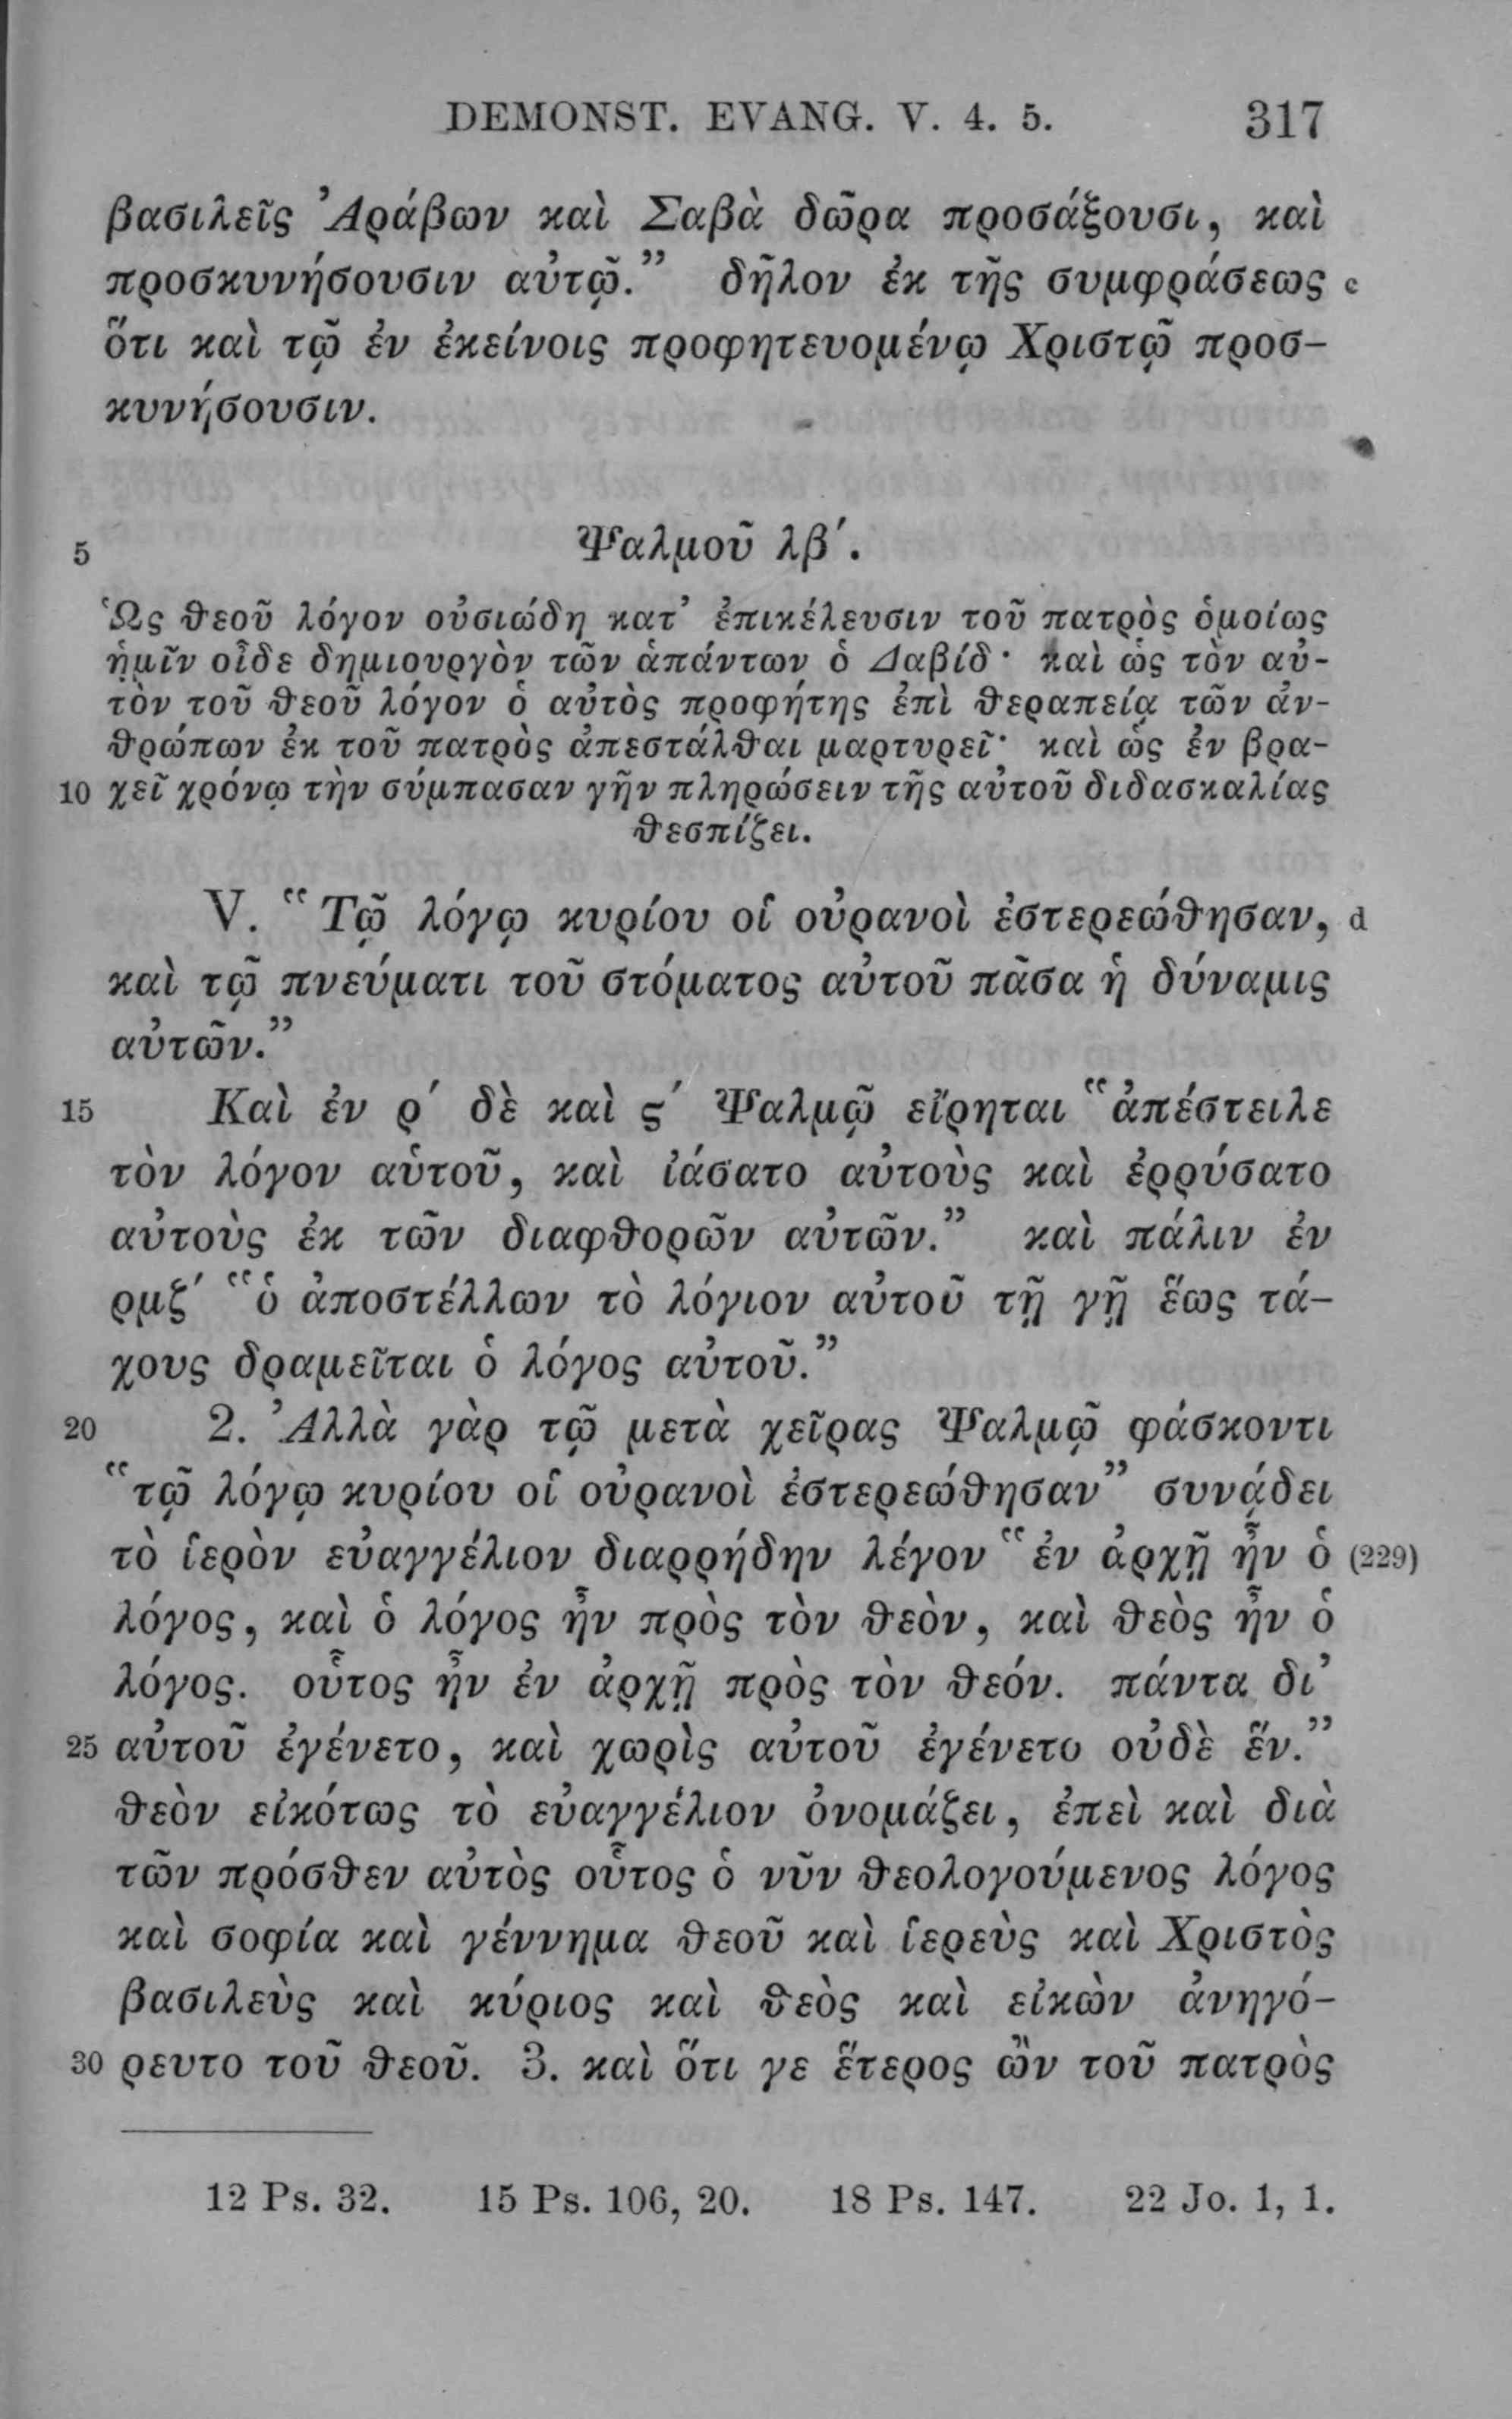 DEMONST. EVANG. V. 4. 5. 317
βασιλεῖς Ἀράβων καὶ Σαβὰ δῶρα προσάξουσι, καὶ
προσκυνήσουσιν αὐτῷ.” δῆλον ἐκ τῆς συμφράσεως c
ὅτι καὶ τῷ ἐν ἐκείνοις προφητευομένῳ Χριστῷ προσ-
κυνήσουσιν.
5 Ψαλμοῦ λβʹ.
Ὡς θεοῦ λόγον οὐσιώδη κατ’ ἐπικέλευσιν τοῦ πατρὸς ὁμοίως
ἡμῖν οἶδε δημιουργὸν τῶν ἁπάντων ὁ Δαβίδ· καὶ ὡς τὸν αὐ-
τὸν τοῦ θεοῦ λόγον ὁ αὐτὸς προφήτης ἐπὶ θεραπείᾳ τῶν ἀν-
θρώπων ἐκ τοῦ πατρὸς ἀπεστάλθαι μαρτυρεῖ· καὶ ὡς ἐν βρα-
10 χεῖ χρόνῳ τὴν σύμπασαν γῆν πληρώσειν τῆς αὐτοῦ διδασκαλίας
θεσπίζει.
V. “Τῷ λόγῳ κυρίου οἱ οὐρανοὶ ἐστερεώθησαν, d
καὶ τῷ πνεύματι τοῦ στόματος αὐτοῦ πᾶσα ἡ δύναμις
αὐτῶν.”
15 Καὶ ἐν ρʹ δὲ καὶ ςʹ Ψαλμῷ εἴρηται “ἀπέστειλε
τὸν λόγον αὑτοῦ, καὶ ἰάσατο αὐτοὺς καὶ ἐρρύσατο
αὐτοὺς ἐκ τῶν διαφθορῶν αὐτῶν.” καὶ πάλιν ἐν
ρμζʹ “ὁ ἀποστέλλων τὸ λόγιον αὐτοῦ τῇ γῇ ἕως τά-
χους δραμεῖται ὁ λόγος αὐτοῦ.”
20 2. Ἀλλὰ γὰρ τῷ μετὰ χεῖρας Ψαλμῷ φάσκοντι
“τῷ λόγῳ κυρίου οἱ οὐρανοὶ ἐστερεώθησαν” συνᾴδει
τὸ ἱερὸν εὐαγγέλιον διαρρήδην λέγον “ἐν ἀρχῇ ἦν ὁ (229)
λόγος, καὶ ὁ λόγος ἦν πρὸς τὸν θεὸν, καὶ θεὸς ἦν ὁ
λόγος. οὗτος ἦν ἐν ἀρχῇ πρὸς τὸν θεόν. πάντα δι’
25 αὐτοῦ ἐγένετο, καὶ χωρὶς αὐτοῦ ἐγένετο οὐδὲ ἕν.”
θεὸν εἰκότως τὸ εὐαγγέλιον ὀνομάζει, ἐπεὶ καὶ διὰ
τῶν πρόσθεν αὐτὸς οὗτος ὁ νῦν θεολογούμενος λόγος
καὶ σοφία καὶ γέννημα θεοῦ καὶ ἱερεὺς καὶ Χριστὸς
βασιλεὺς καὶ κύριος καὶ θεὸς καὶ εἰκὼν ἀνηγό-
30 ρευτο τοῦ θεοῦ. 3. καὶ ὅτι γε ἕτερος ὢν τοῦ πατρὸς
12 Ps. 32. 15 Ps. 106, 20. 18 Ps. 147. 22 Jo. 1, 1.